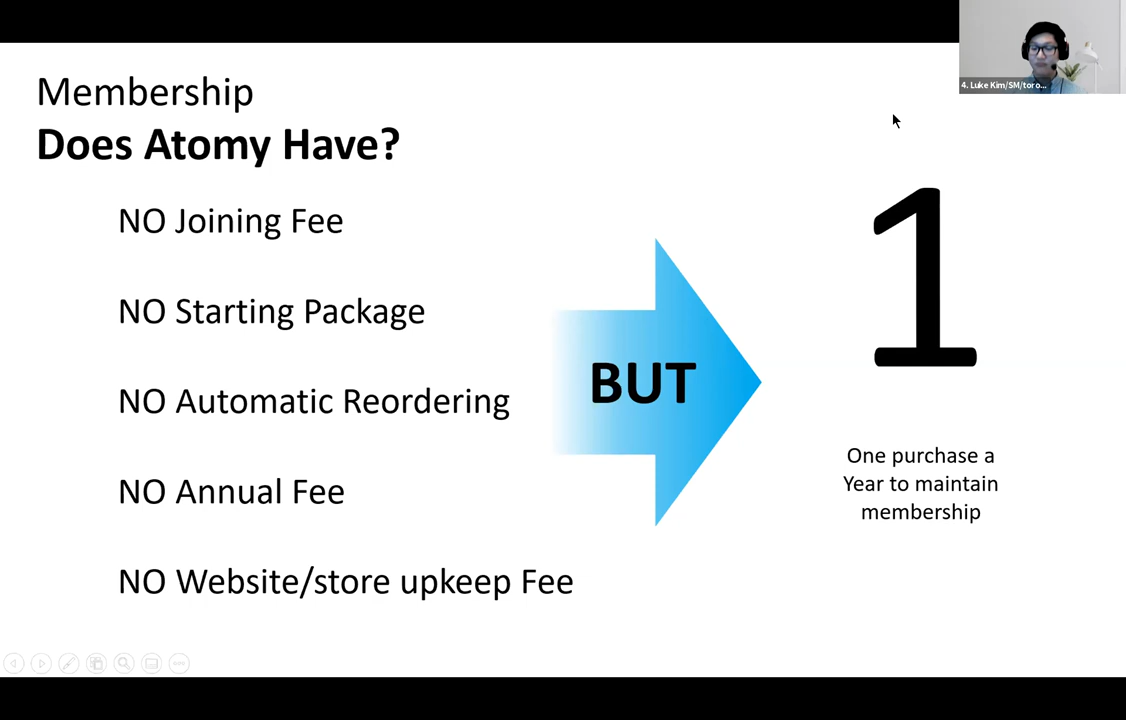 Membership
Does Atomy Have?
NO Joining Fee
NO Starting Package
NO Automatic Reordering
NO Annual Fee
NO Website/store upkeep Fee
BUT
1
One purchase a
Year to maintain
membership
4. Luke Kim/SM/toro...